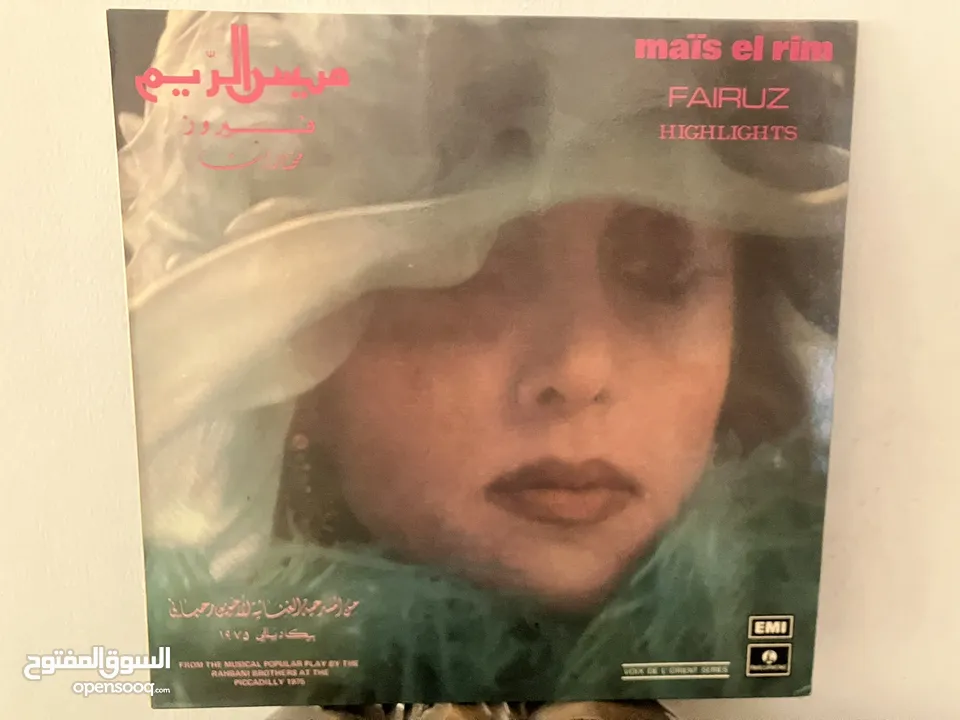 ميس الريم
فيروز
maïs el rim
FAIRUZ
HIGHLIGHTS
من المسرحية الغنائية للأخوين رحباني
بيكاديللي ١٩٧٥
FROM THE MUSICAL POPULAR PLAY BY THE
RAHBANI BROTHERS AT THE
PICCADILLY 1975
VOIX DE L'ORIENT SERIES
EMI
PARLOPHONE
السوق المفتوح
opensooq.com